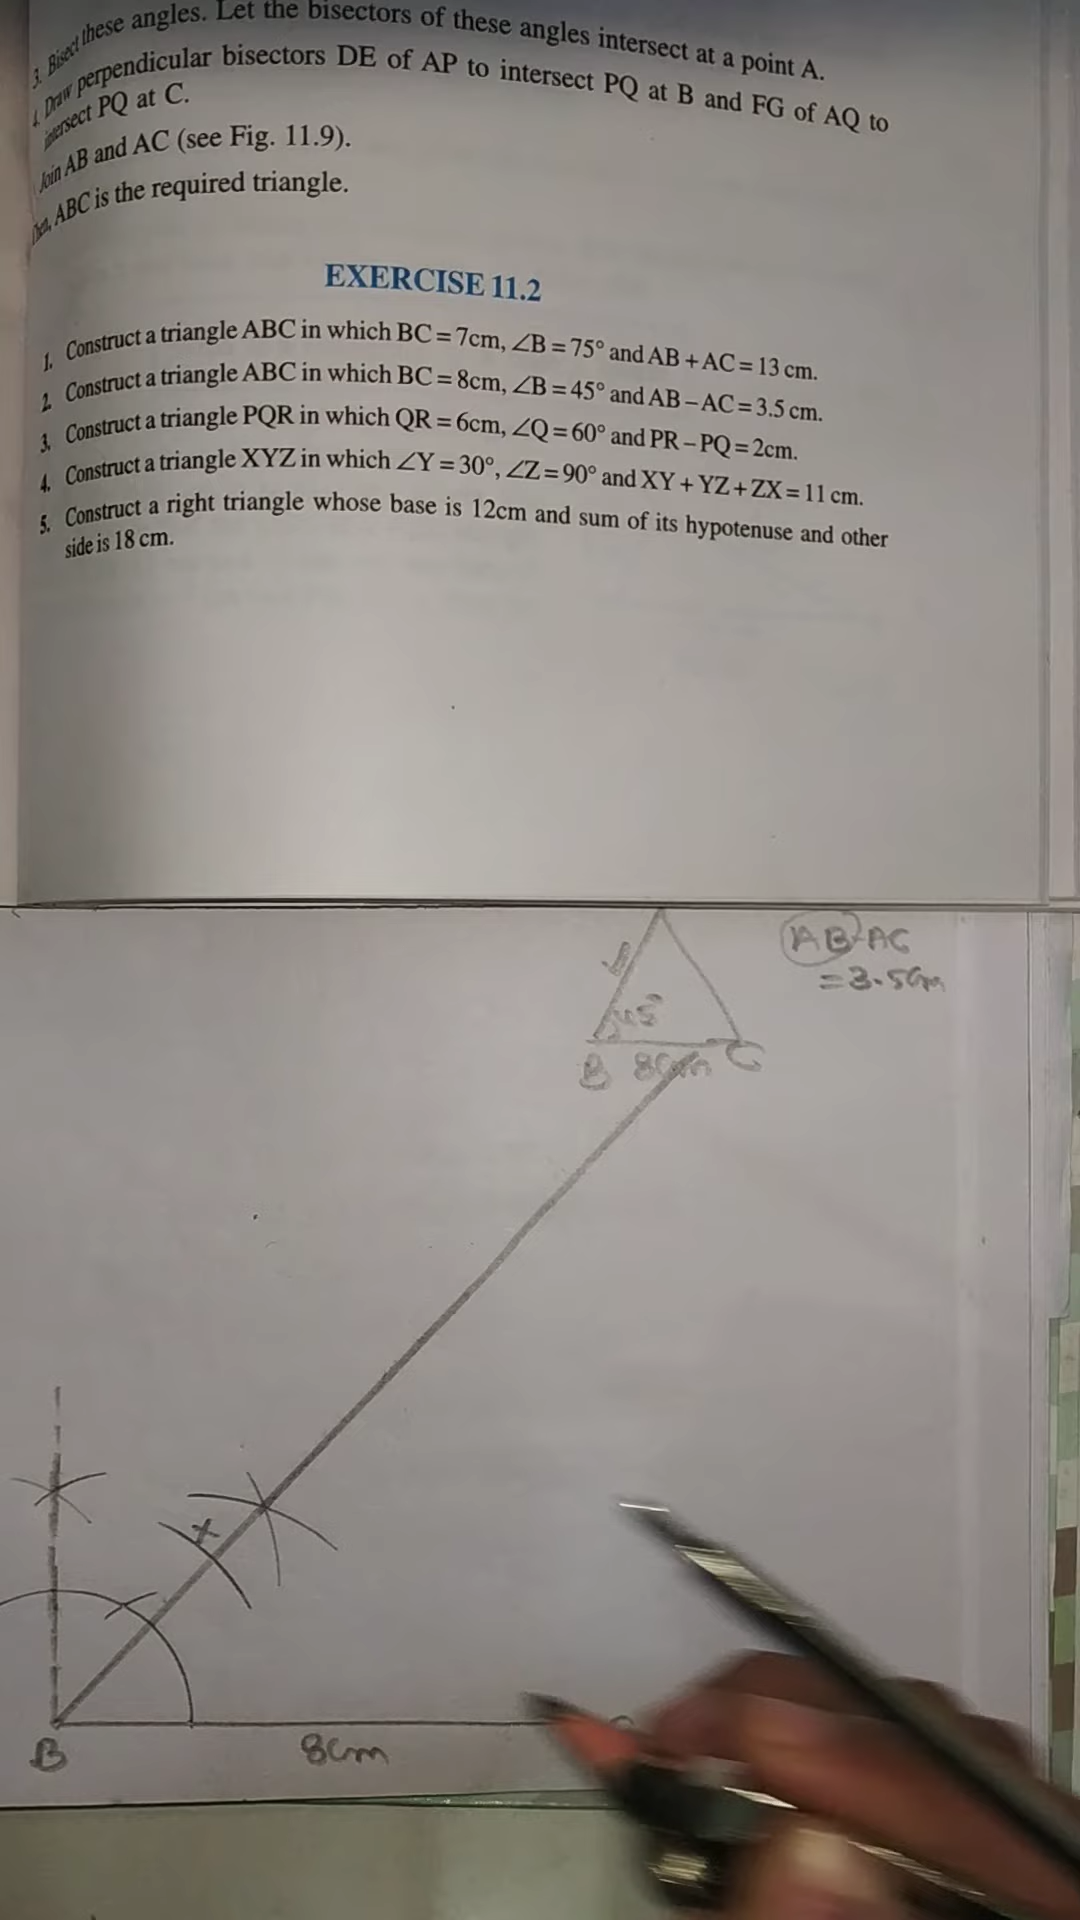 3. Bisect these angles. Let the bisectors of these angles intersect at a point A.
4. Draw perpendicular bisectors DE of AP to intersect PQ at B and FG of AQ to
intersect PQ at C.
Join AB and AC (see Fig. 11.9).
Then, ABC is the required triangle.
EXERCISE 11.2
1. Construct a triangle ABC in which BC = 7cm, ∠B = 75° and AB + AC = 13 cm.
2. Construct a triangle ABC in which BC = 8cm, ∠B = 45° and AB – AC = 3.5 cm.
3. Construct a triangle PQR in which QR = 6cm, ∠Q = 60° and PR – PQ = 2cm.
4. Construct a triangle XYZ in which ∠Y = 30°, ∠Z = 90° and XY + YZ + ZX = 11 cm.
5. Construct a right triangle whose base is 12cm and sum of its hypotenuse and other
side is 18 cm.
AB-AC
=3.5cm
45°
B 8cm C
X
B 8cm